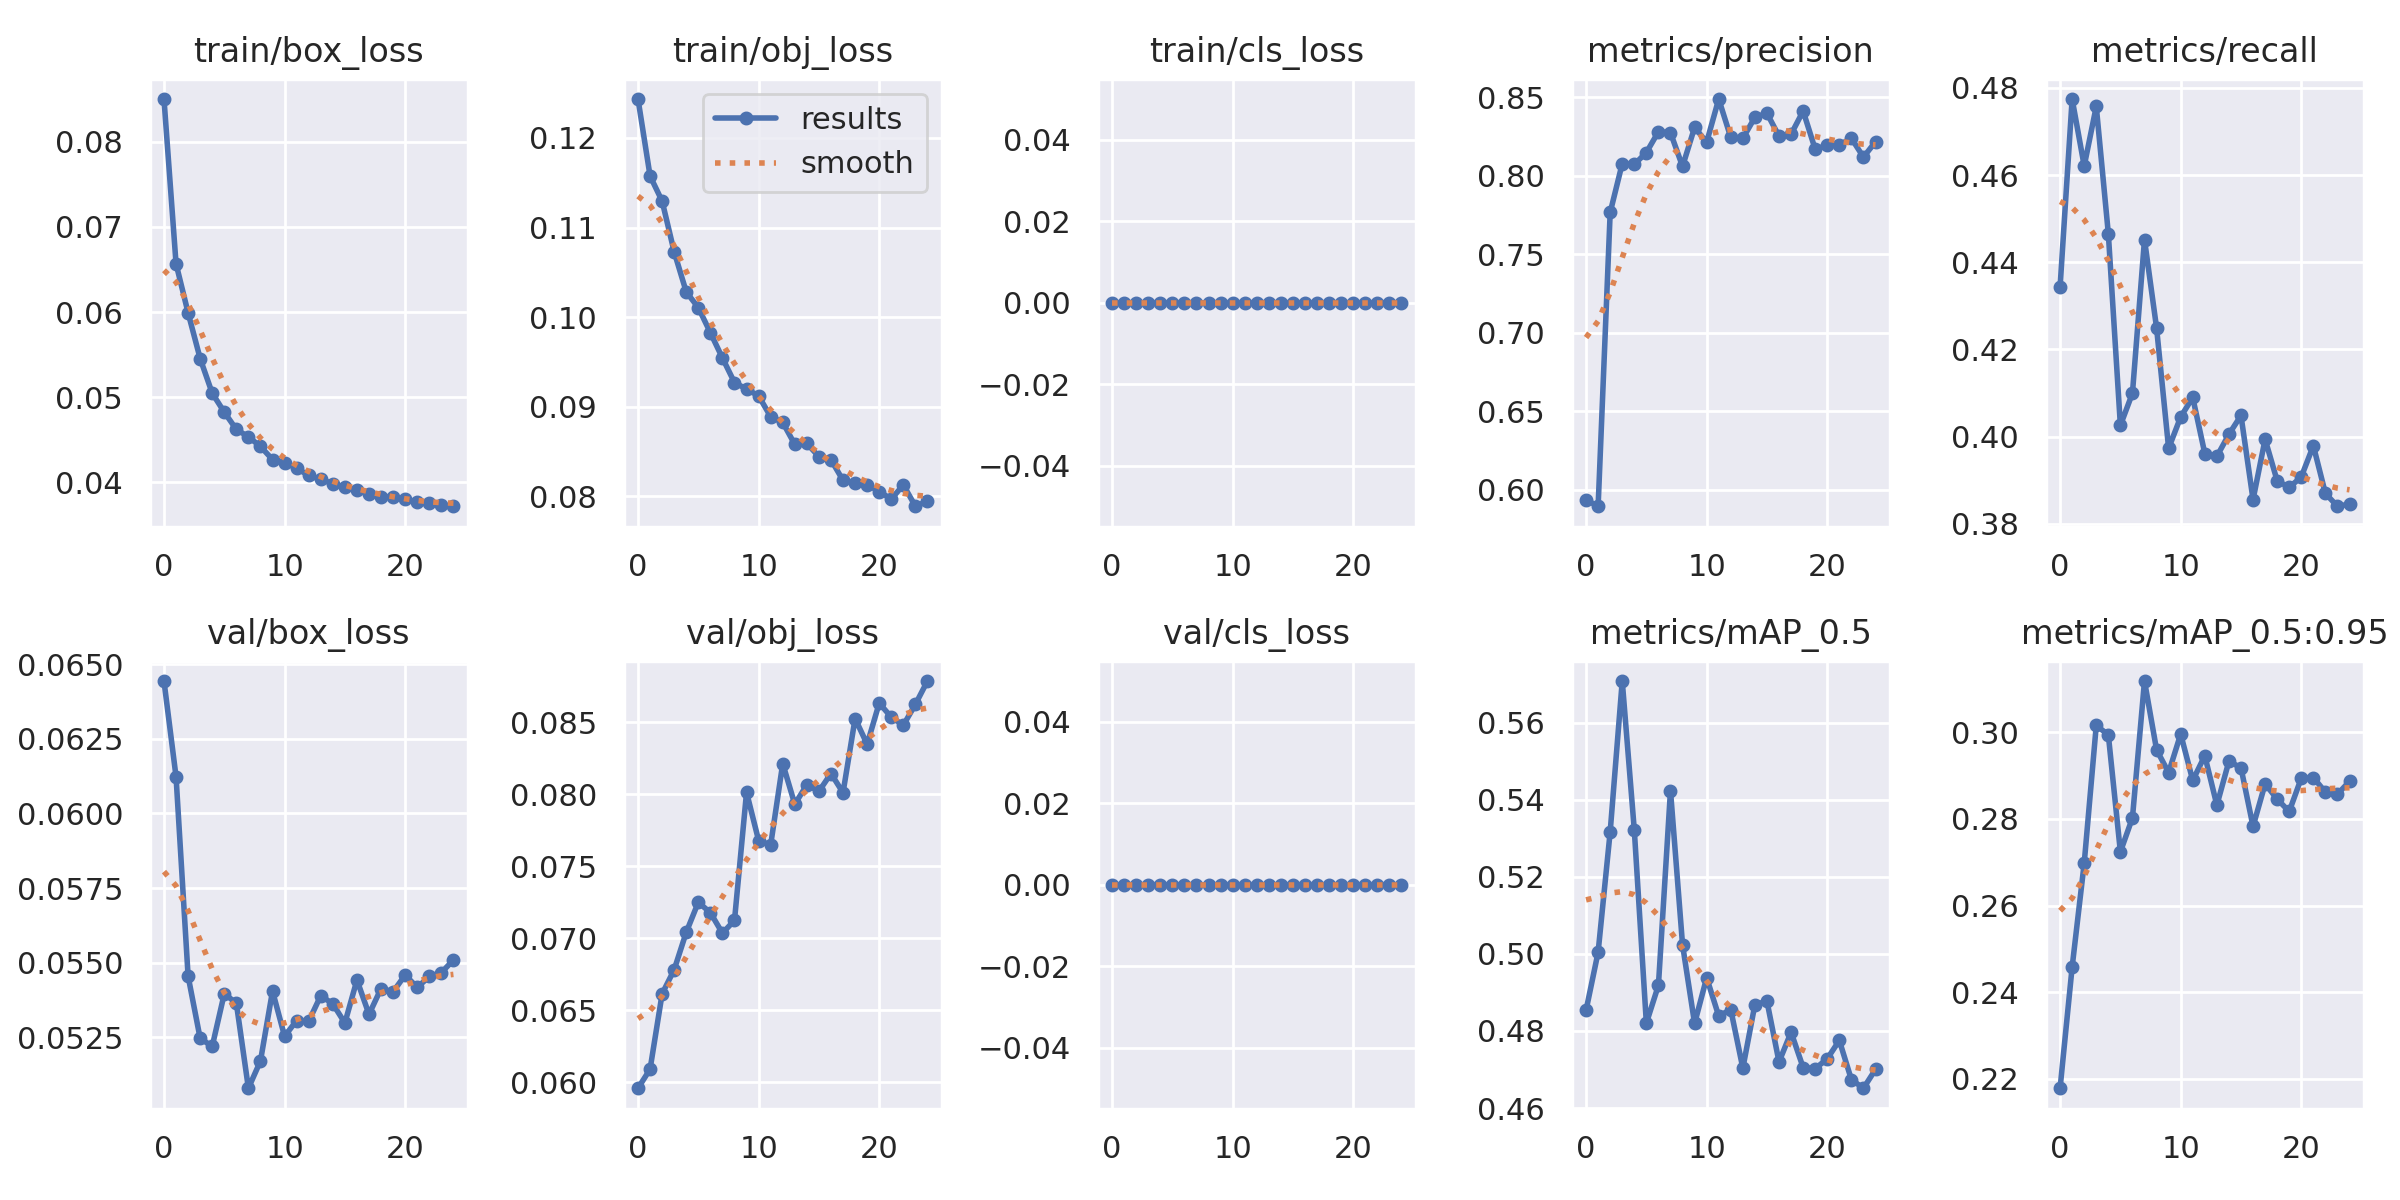 train/box_loss
0.08
0.07
0.06
0.05
0.04
0 10 20
train/obj_loss
results
smooth
0.12
0.11
0.10
0.09
0.08
0 10 20
train/cls_loss
0.04
0.02
0.00
−0.02
−0.04
0 10 20
metrics/precision
0.85
0.80
0.75
0.70
0.65
0.60
0 10 20
metrics/recall
0.48
0.46
0.44
0.42
0.40
0.38
0 10 20
val/box_loss
0.0650
0.0625
0.0600
0.0575
0.0550
0.0525
0 10 20
val/obj_loss
0.085
0.080
0.075
0.070
0.065
0.060
0 10 20
val/cls_loss
0.04
0.02
0.00
−0.02
−0.04
0 10 20
metrics/mAP_0.5
0.56
0.54
0.52
0.50
0.48
0.46
0 10 20
metrics/mAP_0.5:0.95
0.30
0.28
0.26
0.24
0.22
0 10 20